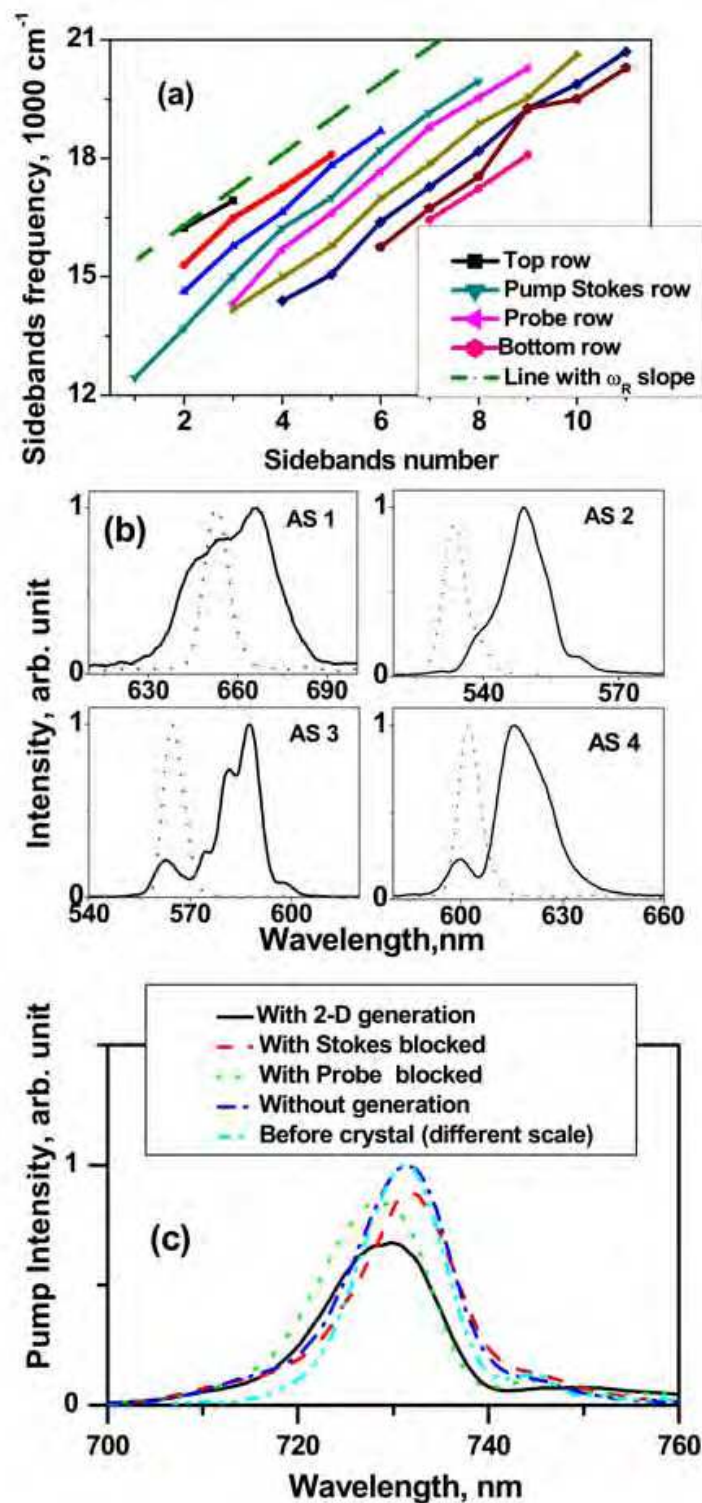 21
18
15
12
Sidebands frequency, 1000 cm⁻¹
(a)
Top row
Pump Stokes row
Probe row
Bottom row
Line with ω_R slope
2 4 6 8 10
Sidebands number
Intensity, arb. unit
(b)
1
0
AS 1
630 660 690
AS 2
540 570
1
0
AS 3
540 570 600
1
AS 4
600 630 660
Wavelength,nm
With 2-D generation
With Stokes blocked
With Probe blocked
Without generation
Before crystal (different scale)
Pump Intensity, arb. unit
1
0
(c)
700 720 740 760
Wavelength, nm